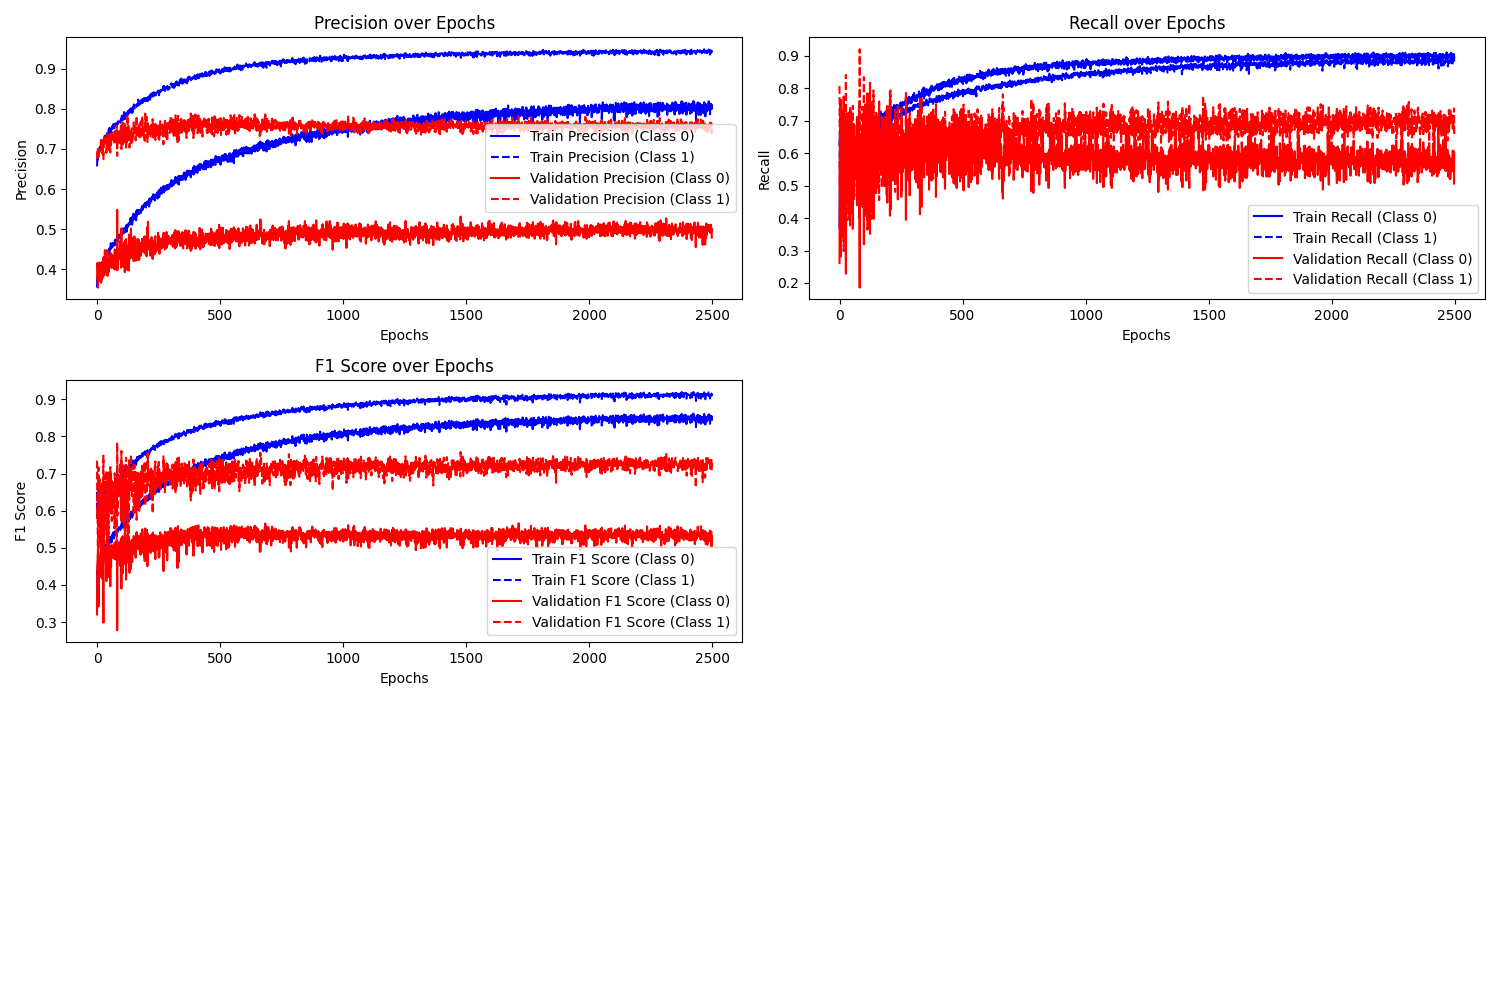 Precision over Epochs
Precision
0.9
0.8
0.7
0.6
0.5
0.4
Train Precision (Class 0)
Train Precision (Class 1)
Validation Precision (Class 0)
Validation Precision (Class 1)
0 500 1000 1500 2000 2500
Epochs
Recall over Epochs
Recall
0.9
0.8
0.7
0.6
0.5
0.4
0.3
0.2
Train Recall (Class 0)
Train Recall (Class 1)
Validation Recall (Class 0)
Validation Recall (Class 1)
0 500 1000 1500 2000 2500
Epochs
F1 Score over Epochs
F1 Score
0.9
0.8
0.7
0.6
0.5
0.4
0.3
Train F1 Score (Class 0)
Train F1 Score (Class 1)
Validation F1 Score (Class 0)
Validation F1 Score (Class 1)
0 500 1000 1500 2000 2500
Epochs